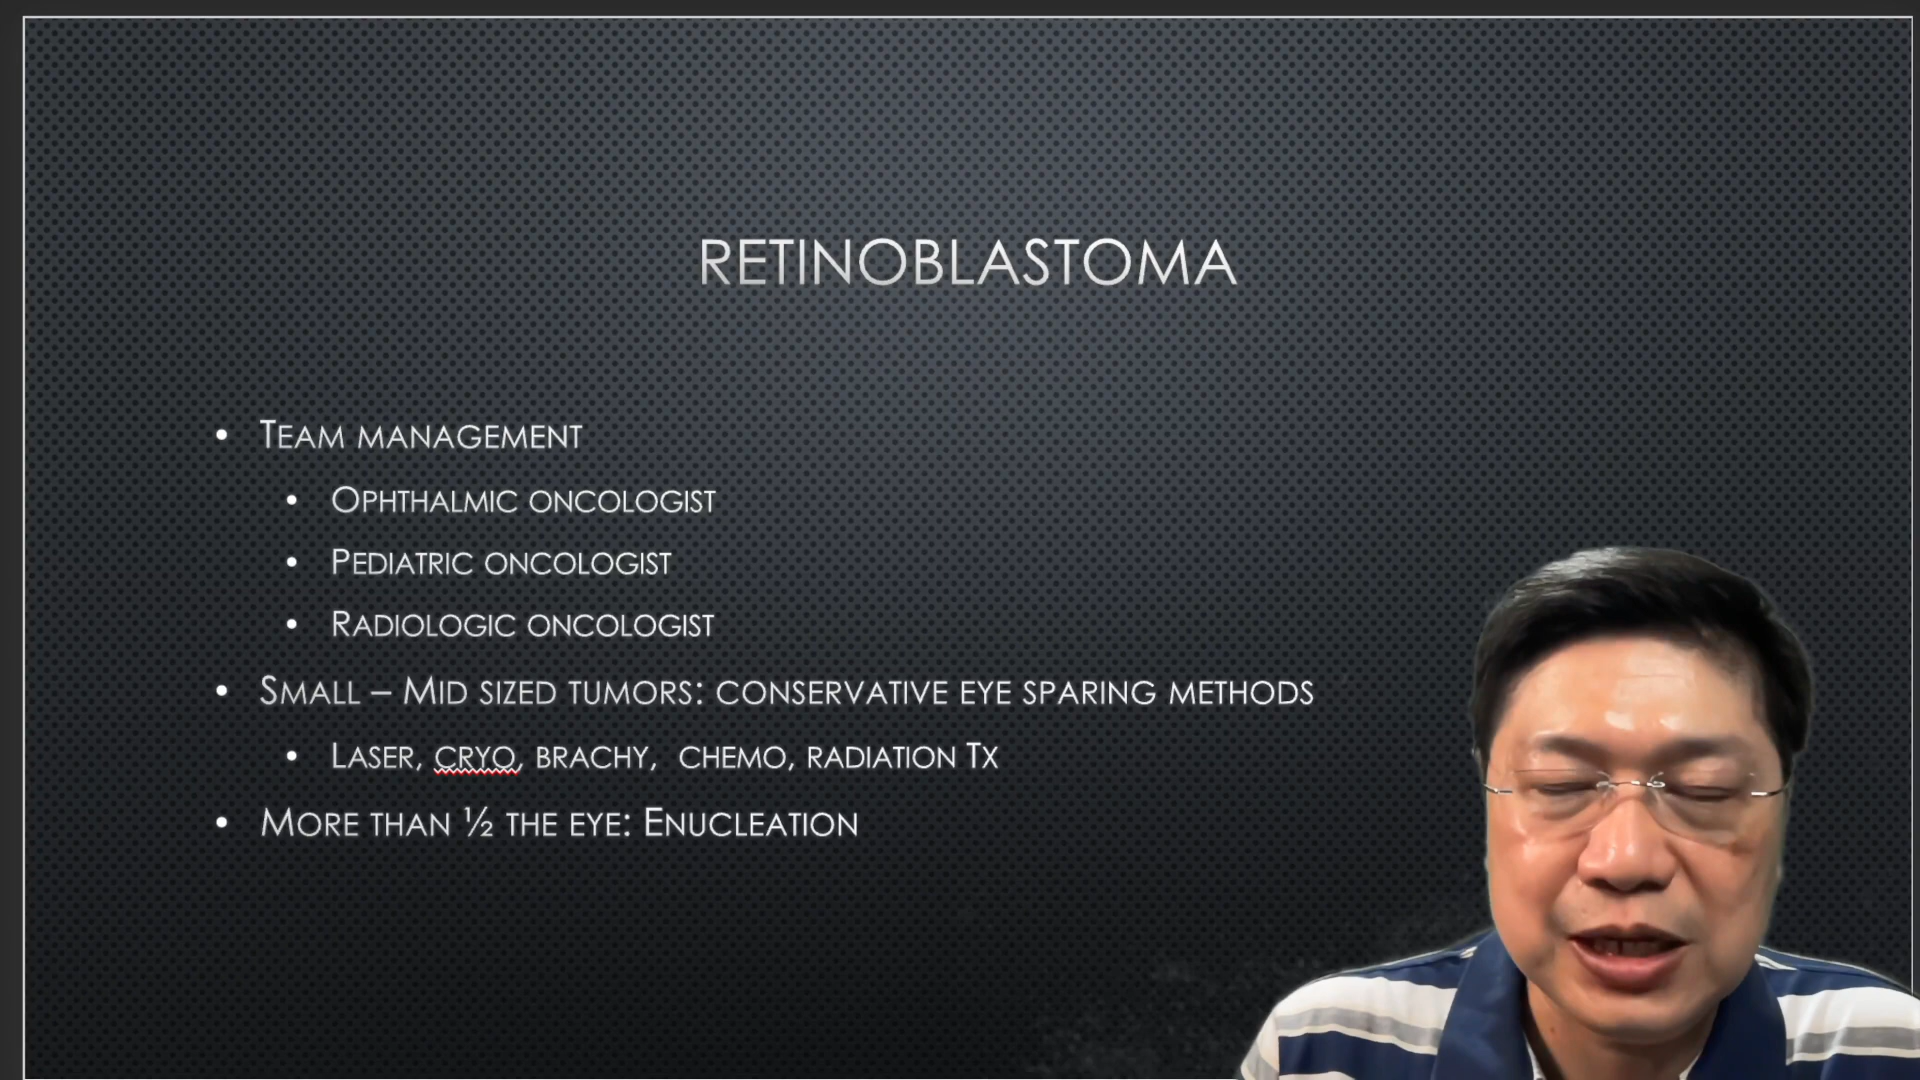 RETINOBLASTOMA
• TEAM MANAGEMENT
• OPHTHALMIC ONCOLOGIST
• PEDIATRIC ONCOLOGIST
• RADIOLOGIC ONCOLOGIST
• SMALL – MID SIZED TUMORS: CONSERVATIVE EYE SPARING METHODS
• LASER, CRYO, BRACHY, CHEMO, RADIATION TX
• MORE THAN ½ THE EYE: ENUCLEATION